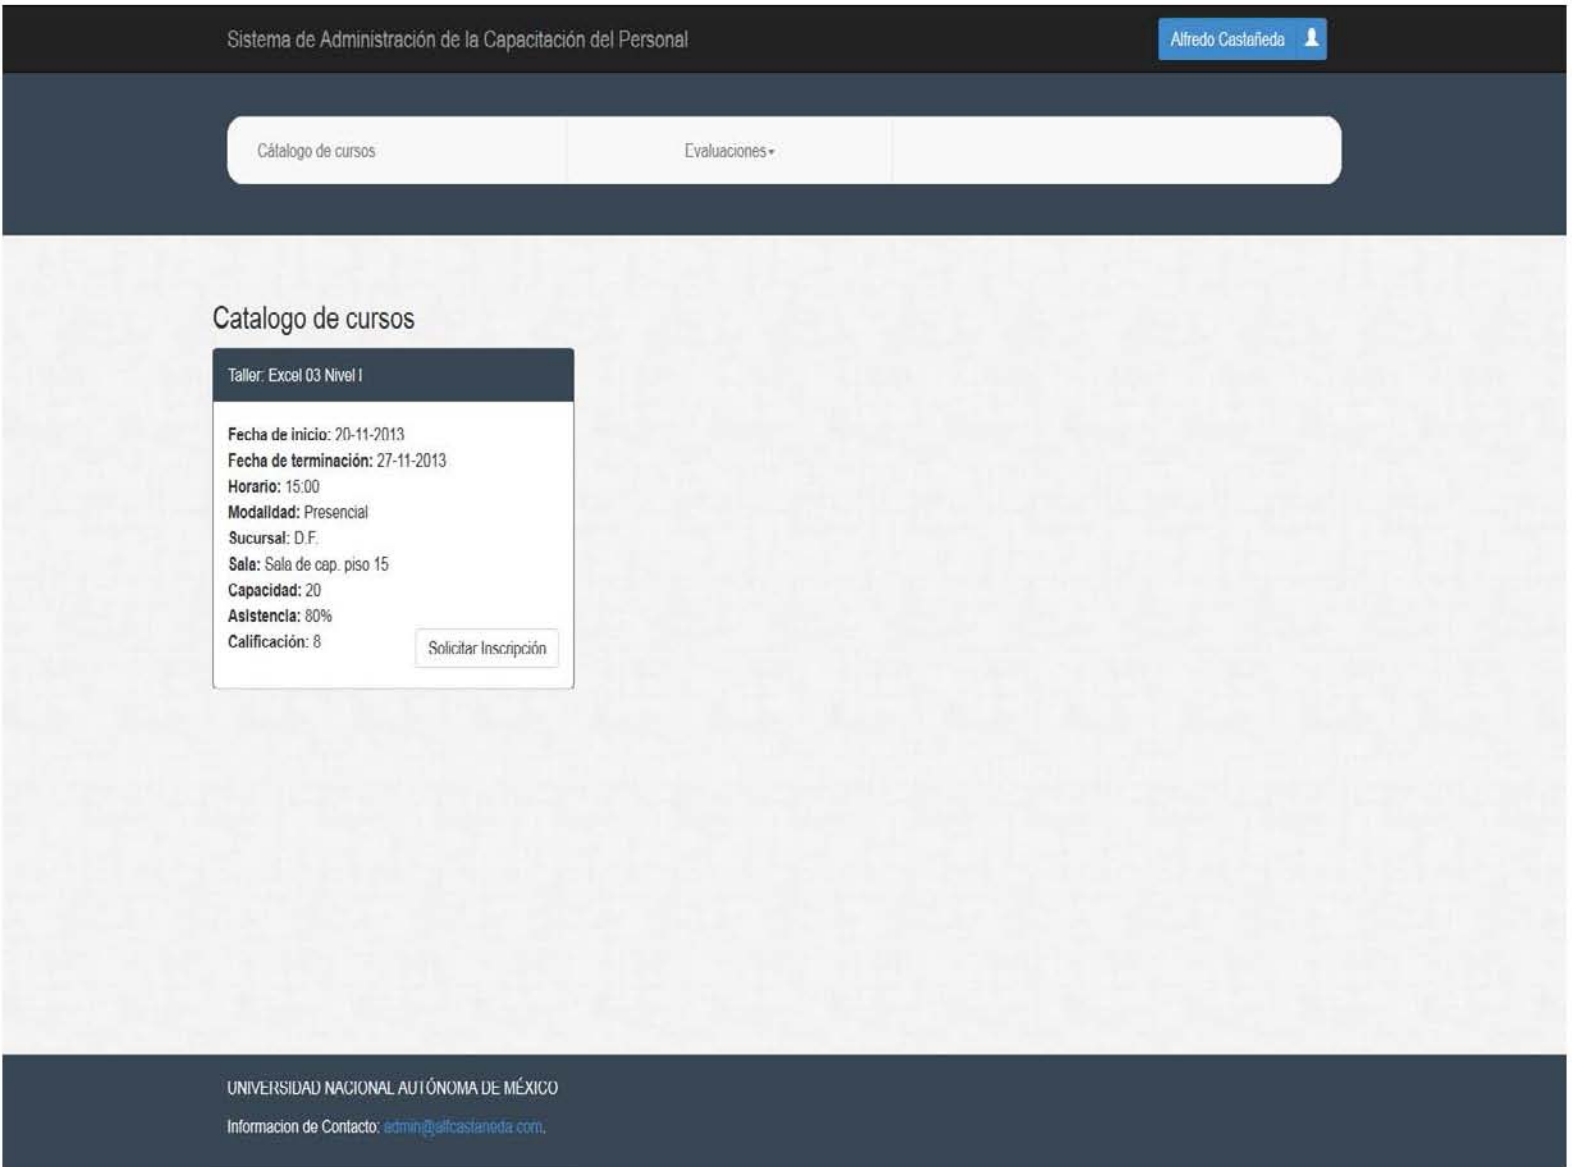 Sistema de Administración de la Capacitación del Personal
Alfredo Castañeda
Cátalogo de cursos
Evaluaciones
Catalogo de cursos
Taller: Excel 03 Nivel I
Fecha de inicio: 20-11-2013
Fecha de terminación: 27-11-2013
Horario: 15:00
Modalidad: Presencial
Sucursal: D.F.
Sala: Sala de cap. piso 15
Capacidad: 20
Asistencia: 80%
Calificación: 8
Solicitar Inscripción
UNIVERSIDAD NACIONAL AUTÓNOMA DE MÉXICO
Informacion de Contacto: admin@alfcastaneda.com.